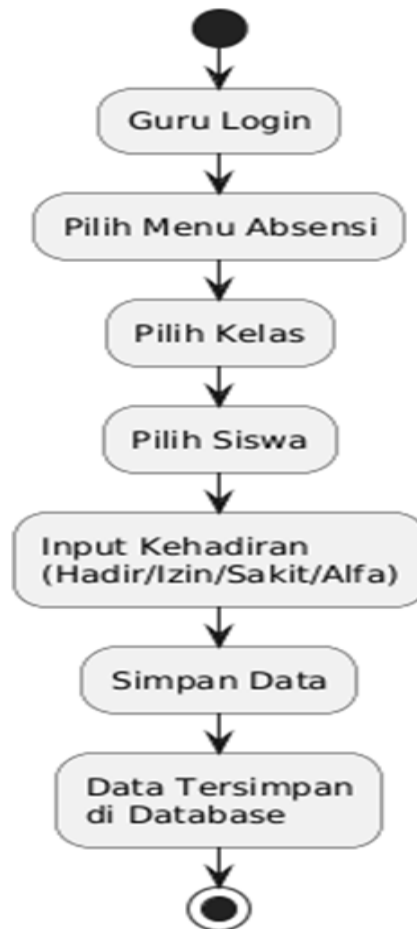 Guru Login
Pilih Menu Absensi
Pilih Kelas
Pilih Siswa
Input Kehadiran
(Hadir/Izin/Sakit/Alfa)
Simpan Data
Data Tersimpan
di Database